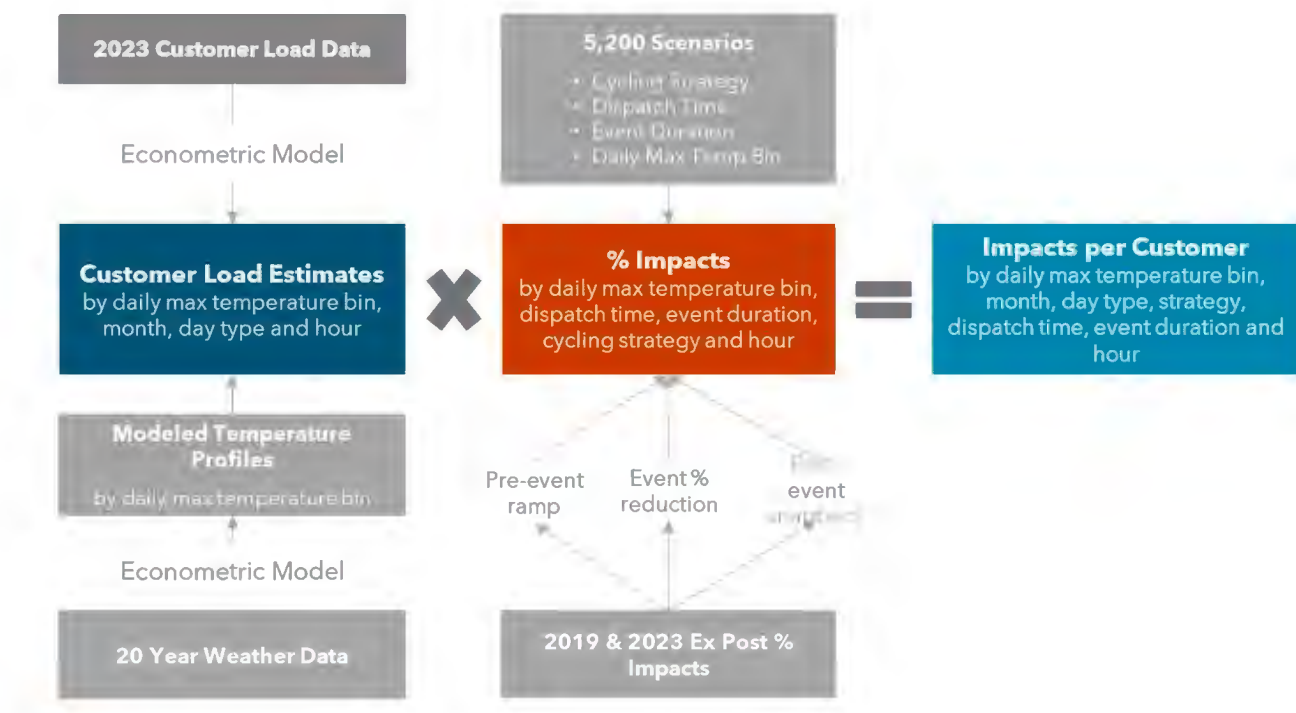 2023 Customer Load Data
Econometric Model
Customer Load Estimates
by daily max temperature bin,
month, day type and hour
Modeled Temperature
Profiles
by daily max temperature bin
Econometric Model
20 Year Weather Data
5,200 Scenarios
• Cycling Strategy
• Dispatch Time
• Event Duration
• Daily Max Temp Bin
% Impacts
by daily max temperature bin,
dispatch time, event duration,
cycling strategy and hour
Pre-event
ramp
Event %
reduction
event
2019 & 2023 Ex Post %
Impacts
Impacts per Customer
by daily max temperature bin,
month, day type, strategy,
dispatch time, event duration and
hour